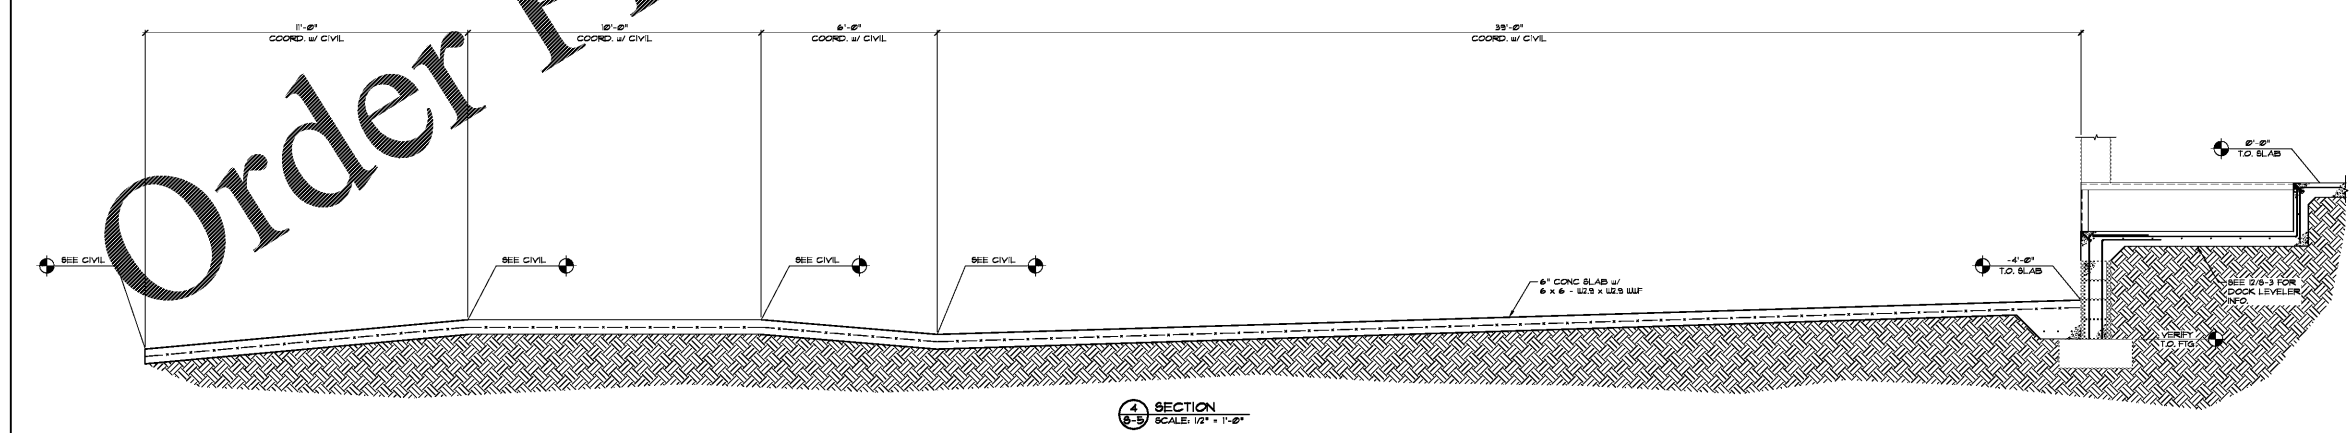 11'-0"
COORD. w/ CIVIL
10'-0"
COORD. w/ CIVIL
6'-0"
COORD. w/ CIVIL
39'-0"
COORD. w/ CIVIL
Order
0'-0"
T.O. SLAB
SEE CIVIL
SEE CIVIL
SEE CIVIL
SEE CIVIL
-4'-0"
T.O. SLAB
6" CONC SLAB w/
6 x 6 - W2.9 x W2.9 WWF
SEE 12/S-3 FOR
DOCK LEVELER
INFO.
VERIFY
T.O. FTG
4
S-5
SECTION
SCALE: 1/2" = 1'-0"